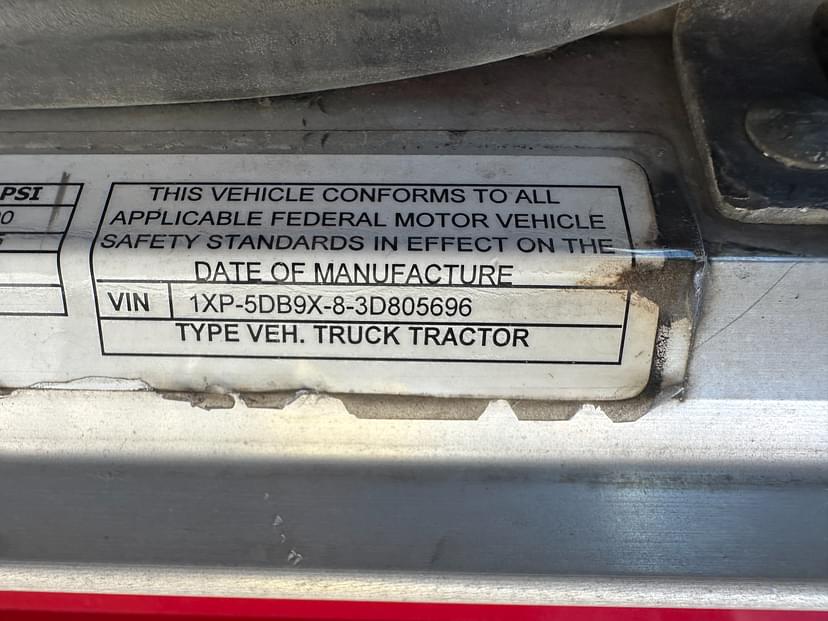 PSI
THIS VEHICLE CONFORMS TO ALL
APPLICABLE FEDERAL MOTOR VEHICLE
SAFETY STANDARDS IN EFFECT ON THE
DATE OF MANUFACTURE
VIN 1XP-5DB9X-8-3D805696
TYPE VEH. TRUCK TRACTOR